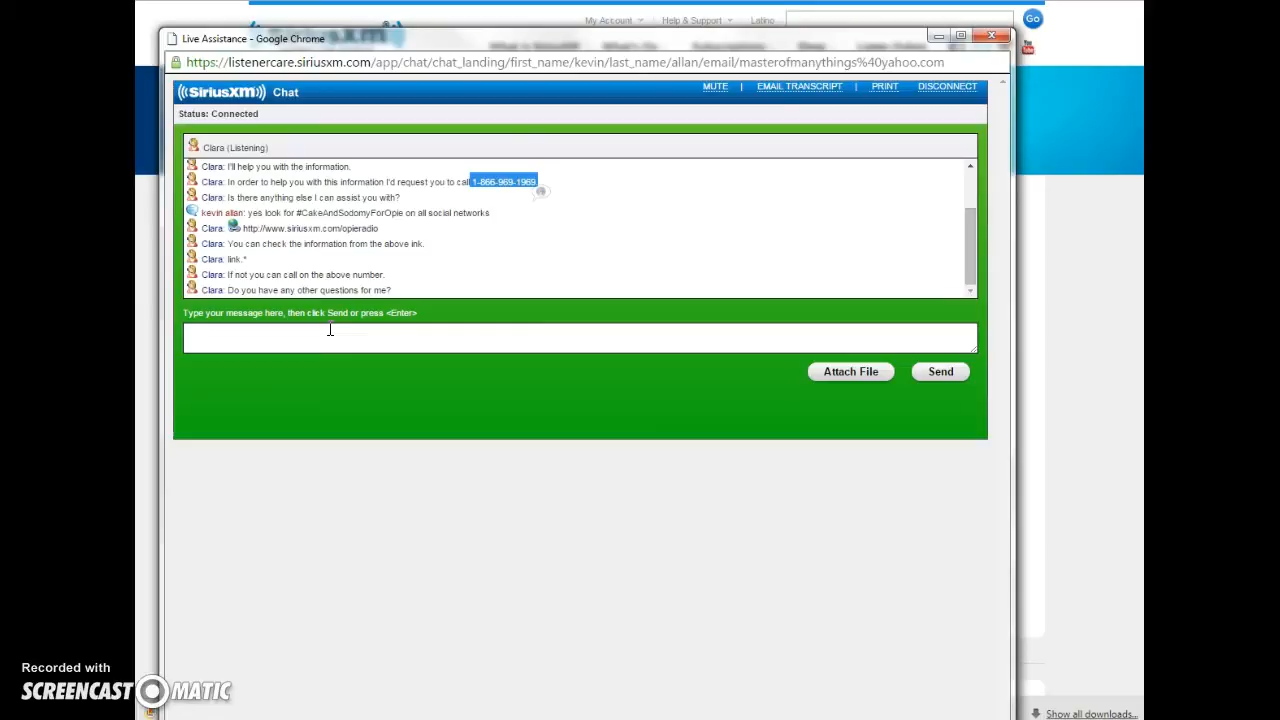 My Account
Help & Support
Latino
Go
Live Assistance - Google Chrome
https://listenercare.siriusxm.com/app/chat/chat_landing/first_name/kevin/last_name/allan/email/masterofmanythings%40yahoo.com
((SiriusXM)) Chat
MUTE | EMAIL TRANSCRIPT | PRINT DISCONNECT
Status: Connected
Clara (Listening)
Clara: I'll help you with the information.
Clara: In order to help you with this information I'd request you to call 1-866-969-1969
Clara: Is there anything else I can assist you with?
kevin allan: yes look for #CakeAndSodomyForOpie on all social networks
Clara: http://www.siriusxm.com/opieradio
Clara: You can check the information from the above ink.
Clara: link.*
Clara: If not you can call on the above number.
Clara: Do you have any other questions for me?
Type your message here, then click Send or press <Enter>
Attach File
Send
Recorded with
SCREENCAST MATIC
Show all downloads...